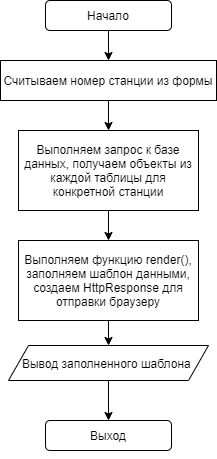 Начало
Считываем номер станции из формы
Выполняем запрос к базе
данных, получаем объекты из
каждой таблицы для
конкретной станции
Выполняем функцию render(),
заполняем шаблон данными,
создаем HttpResponse для
отправки браузеру
Вывод заполненного шаблона
Выход